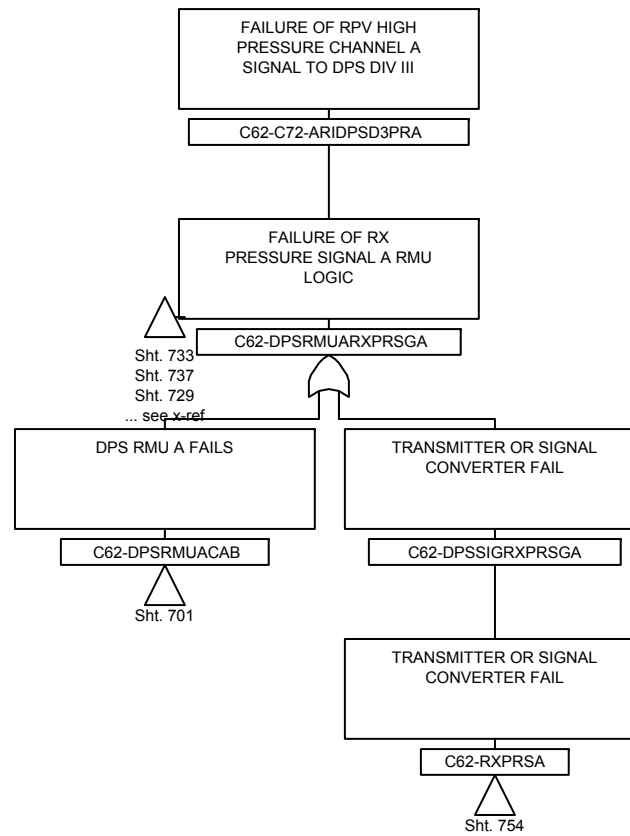 FAILURE OF RPV HIGH
PRESSURE CHANNEL A
SIGNAL TO DPS DIV III
C62-C72-ARIDPSD3PRA
FAILURE OF RX
PRESSURE SIGNAL A RMU
LOGIC
C62-DPSRMUARXPRSGA
Sht. 733
Sht. 737
Sht. 729
... see x-ref
DPS RMU A FAILS
C62-DPSRMUACAB
Sht. 701
TRANSMITTER OR SIGNAL
CONVERTER FAIL
C62-DPSSIGRXPRSGA
TRANSMITTER OR SIGNAL
CONVERTER FAIL
C62-RXPRSA
Sht. 754